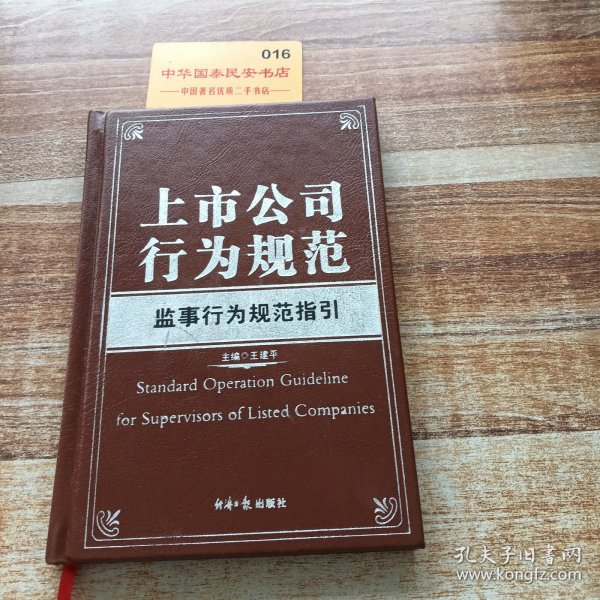 016
中华国泰民安书店
中国著名优质二手书店
上市公司
行为规范
监事行为规范指引
主编◇王建平
Standard Operation Guideline
for Supervisors of Listed Companies
经济日报出版社
孔夫子旧书网
www.kongfz.com